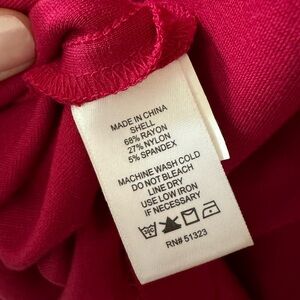 MADE IN CHINA
SHELL
68% RAYON
27% NYLON
5% SPANDEX
MACHINE WASH COLD
DO NOT BLEACH
LINE DRY
USE LOW IRON
IF NECESSARY
RN# 51323